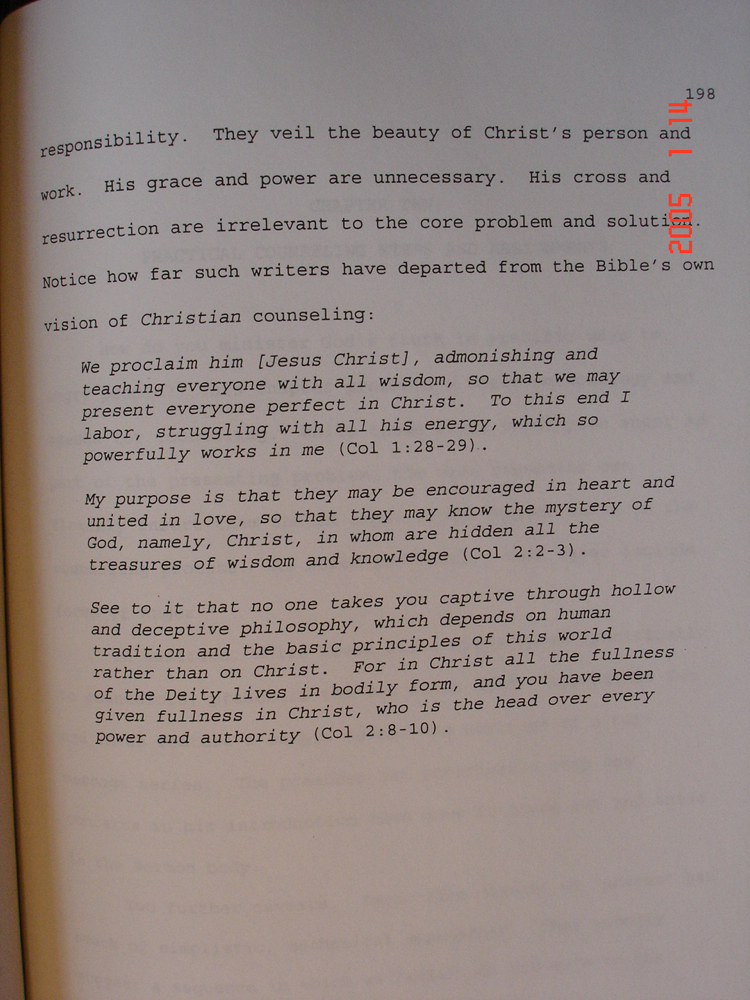 198
responsibility. They veil the beauty of Christ's person and
work. His grace and power are unnecessary. His cross and
resurrection are irrelevant to the core problem and solution.
Notice how far such writers have departed from the Bible's own
vision of Christian counseling:
We proclaim him [Jesus Christ], admonishing and
teaching everyone with all wisdom, so that we may
present everyone perfect in Christ. To this end I
labor, struggling with all his energy, which so
powerfully works in me (Col 1:28-29).
My purpose is that they may be encouraged in heart and
united in love, so that they may know the mystery of
God, namely, Christ, in whom are hidden all the
treasures of wisdom and knowledge (Col 2:2-3).
See to it that no one takes you captive through hollow
and deceptive philosophy, which depends on human
tradition and the basic principles of this world
rather than on Christ. For in Christ all the fullness
of the Deity lives in bodily form, and you have been
given fullness in Christ, who is the head over every
power and authority (Col 2:8-10).
2005 1 14